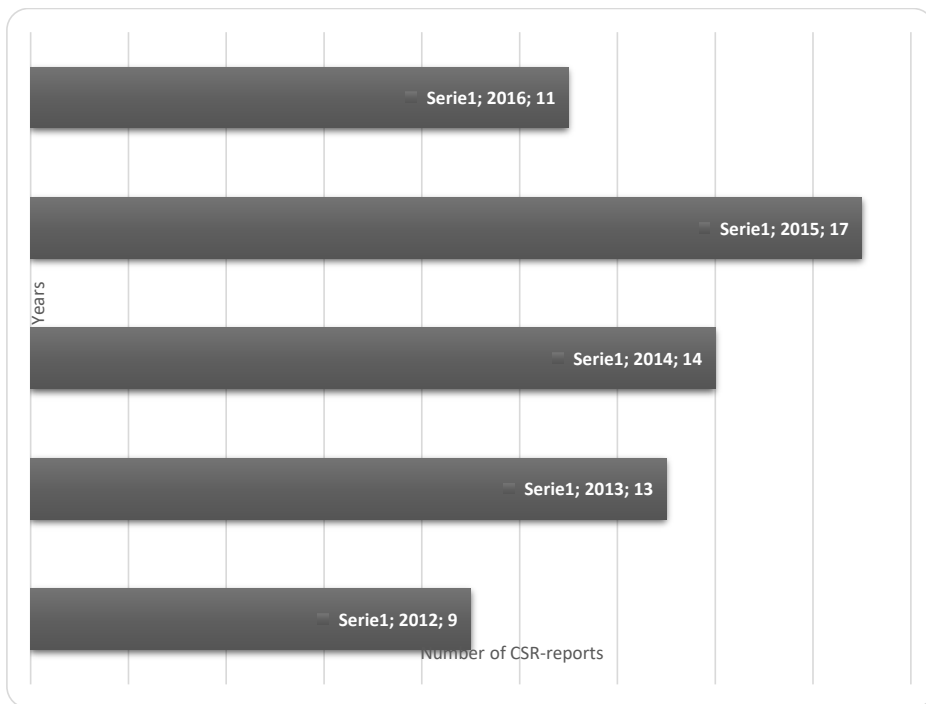 Serie1; 2016; 11
Serie1; 2015; 17
Years
Serie1; 2014; 14
Serie1; 2013; 13
Serie1; 2012; 9
Number of CSR-reports